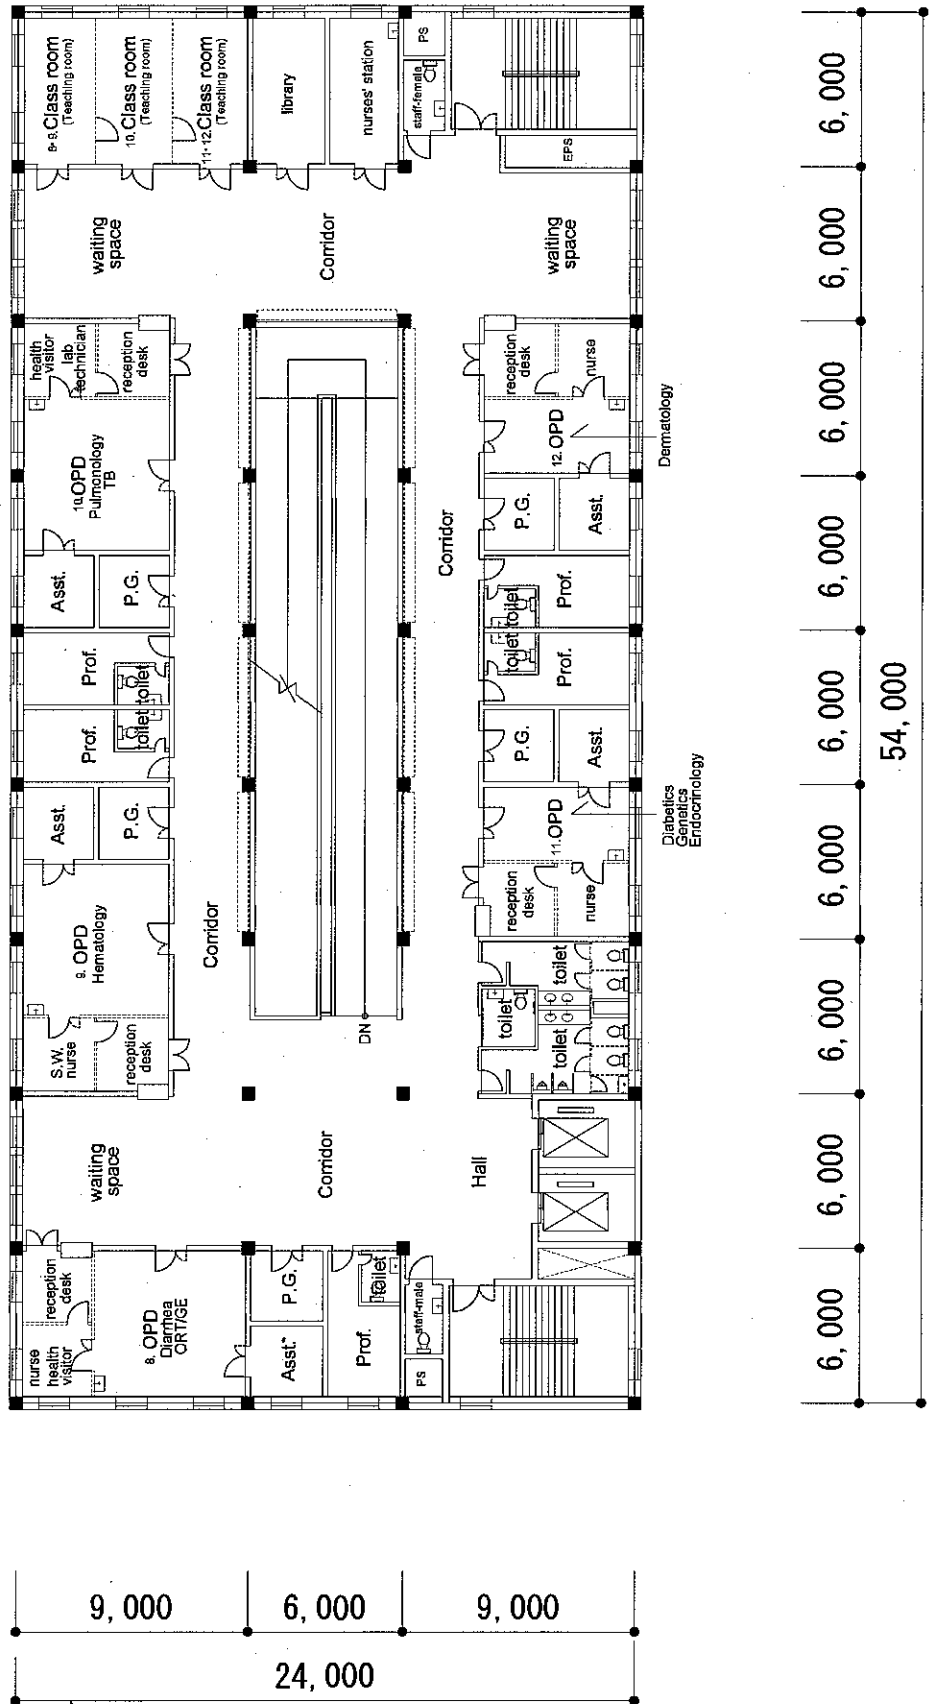 8・9. Class room
(Teaching room)
10. Class room
(Teaching room)
11・12. Class room
(Teaching room)
library
nurses' station
staff-female
PS
EPS
waiting
space
Corridor
waiting
space
health
visitor
lab
technician
reception
desk
10. OPD
Pulmonology
TB
Asst.
P.G.
Prof.
toilet
Prof.
toilet
Asst.
P.G.
9. OPD
Hematology
S.W.
nurse
reception
desk
Corridor
DN
Corridor
reception
desk
nurse
12. OPD
Dermatology
P.G.
Asst.
toilet
Prof.
toilet
Prof.
P.G.
Asst.
11. OPD
Diabetics
Genetics
Endocrinology
reception
desk
nurse
toilet
toilet
toilet
waiting
space
Corridor
Hall
reception
desk
nurse
health
visitor
8. OPD
Diarrhea
ORT/GE
P.G.
Asst.
toilet
Prof.
staff-male
PS
6,000
6,000
6,000
6,000
6,000
6,000
6,000
6,000
6,000
54,000
9,000
6,000
9,000
24,000